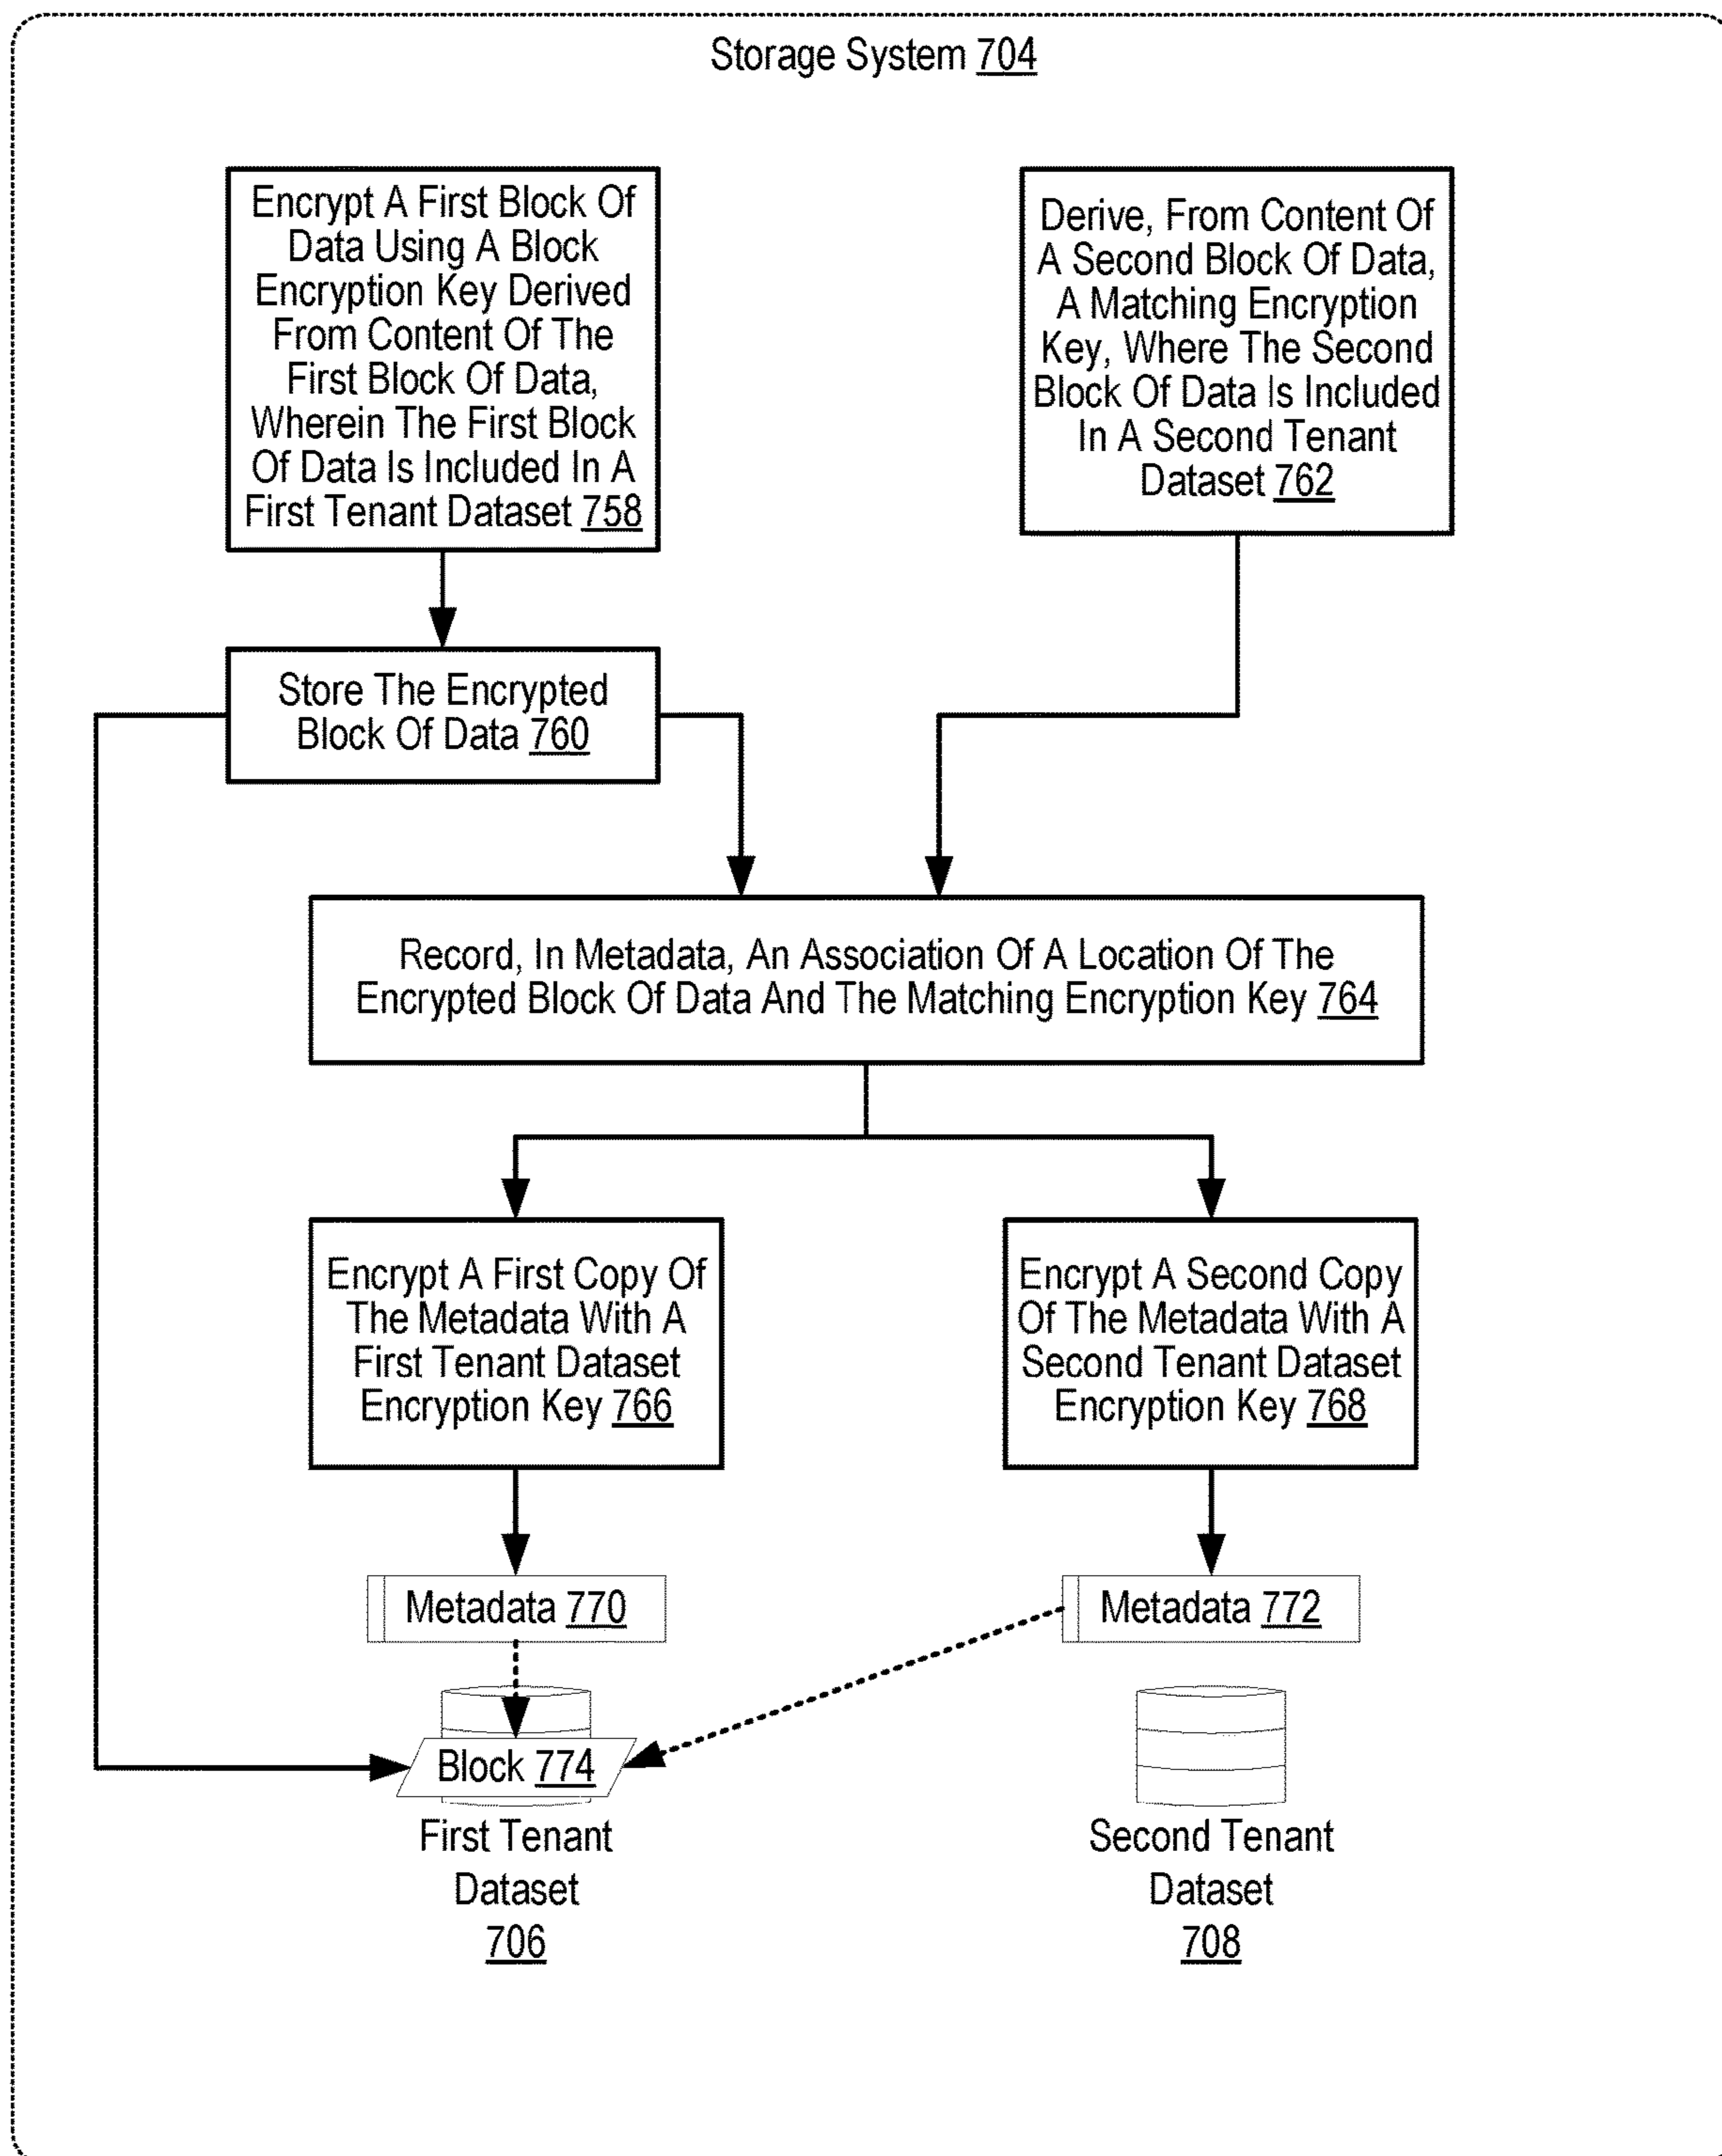 Storage System 704
Encrypt A First Block Of
Data Using A Block
Encryption Key Derived
From Content Of The
First Block Of Data,
Wherein The First Block
Of Data Is Included In A
First Tenant Dataset 758
Derive, From Content Of
A Second Block Of Data,
A Matching Encryption
Key, Where The Second
Block Of Data Is Included
In A Second Tenant
Dataset 762
Store The Encrypted
Block Of Data 760
Record, In Metadata, An Association Of A Location Of The
Encrypted Block Of Data And The Matching Encryption Key 764
Encrypt A First Copy Of
The Metadata With A
First Tenant Dataset
Encryption Key 766
Encrypt A Second Copy
Of The Metadata With A
Second Tenant Dataset
Encryption Key 768
Metadata 770
Metadata 772
Block 774
First Tenant
Dataset
706
Second Tenant
Dataset
708